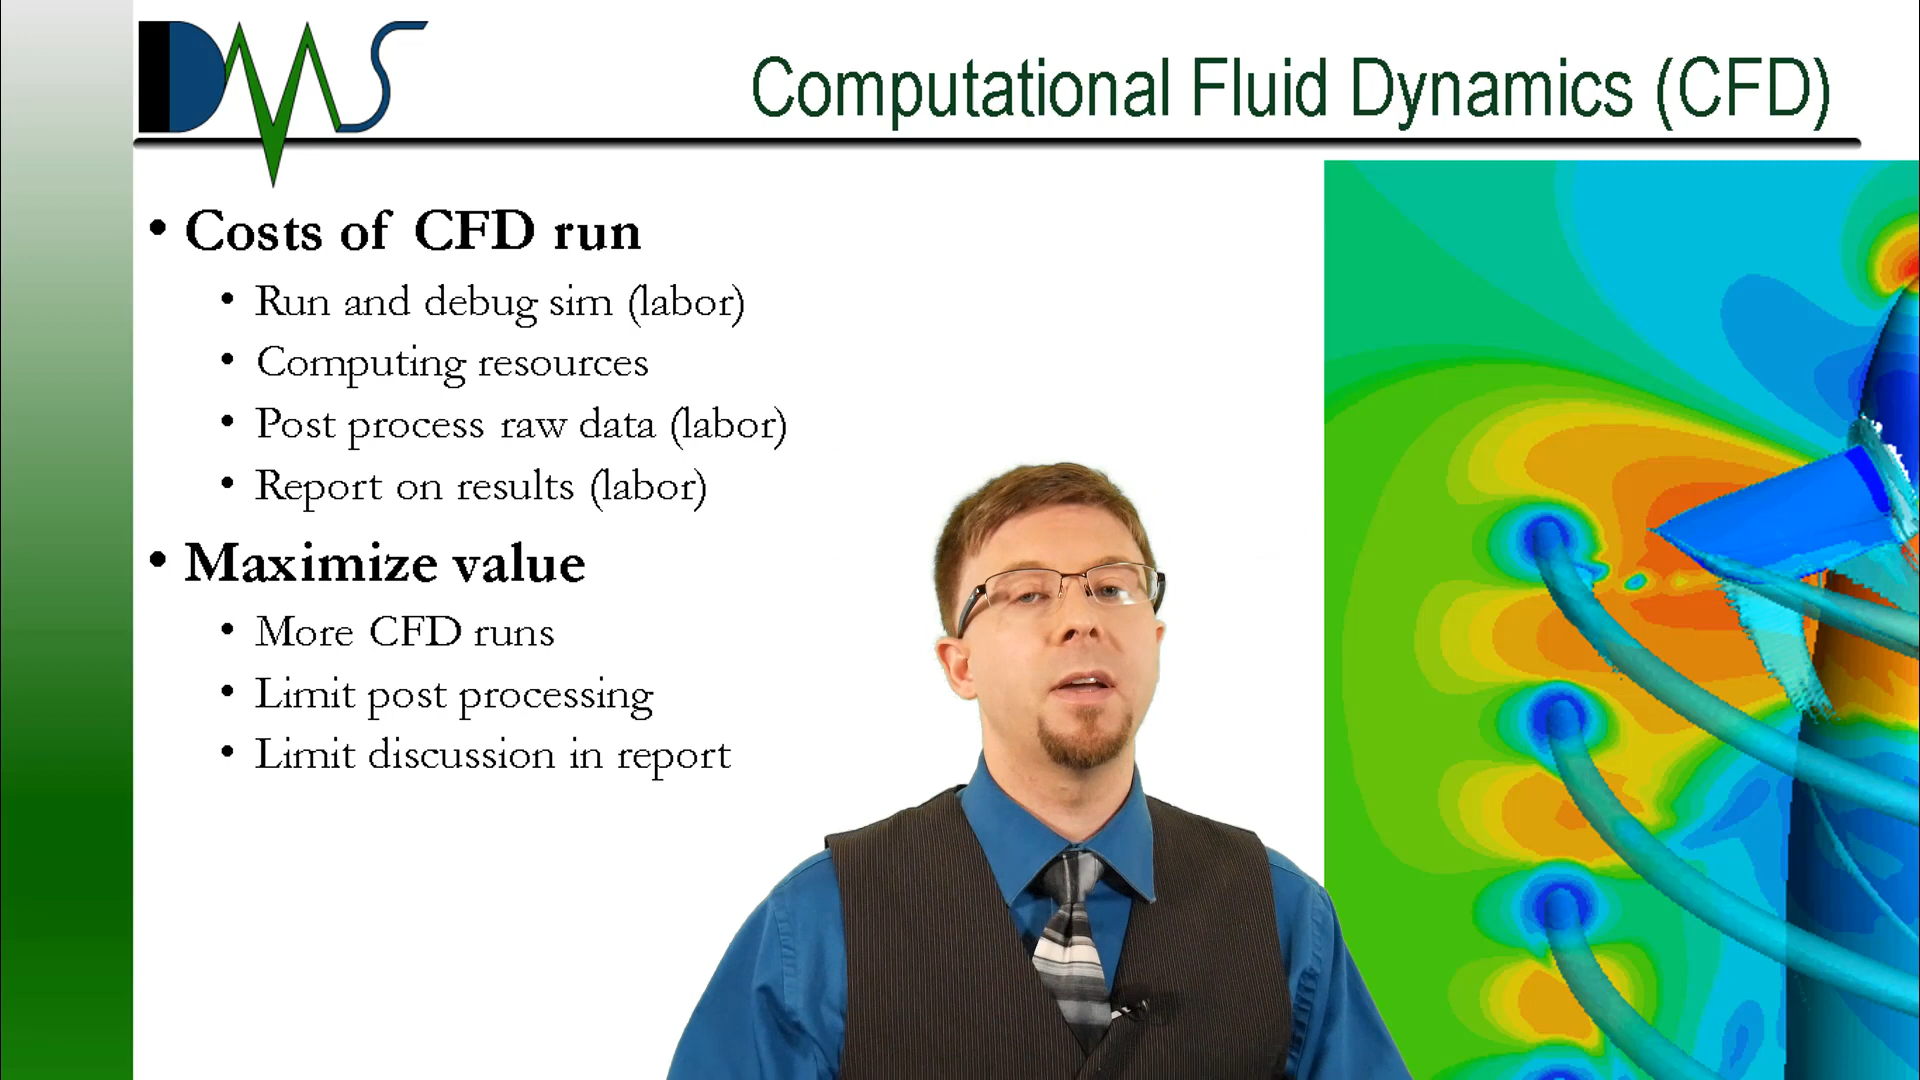 DMS
Computational Fluid Dynamics (CFD)
• Costs of CFD run
• Run and debug sim (labor)
• Computing resources
• Post process raw data (labor)
• Report on results (labor)
• Maximize value
• More CFD runs
• Limit post processing
• Limit discussion in report